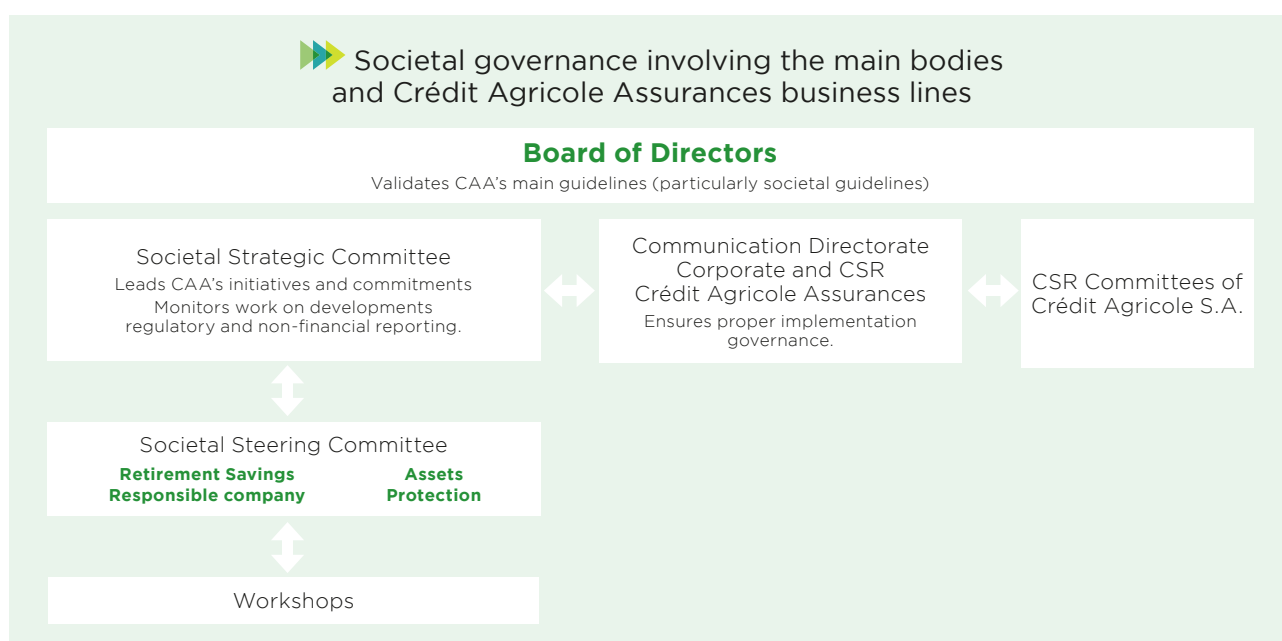 Societal governance involving the main bodies
and Crédit Agricole Assurances business lines
Board of Directors
Validates CAA's main guidelines (particularly societal guidelines)
Societal Strategic Committee
Leads CAA's initiatives and commitments
Monitors work on developments
regulatory and non-financial reporting.
Communication Directorate
Corporate and CSR
Crédit Agricole Assurances
Ensures proper implementation
governance.
CSR Committees of
Crédit Agricole S.A.
Societal Steering Committee
Retirement Savings
Responsible company
Assets
Protection
Workshops